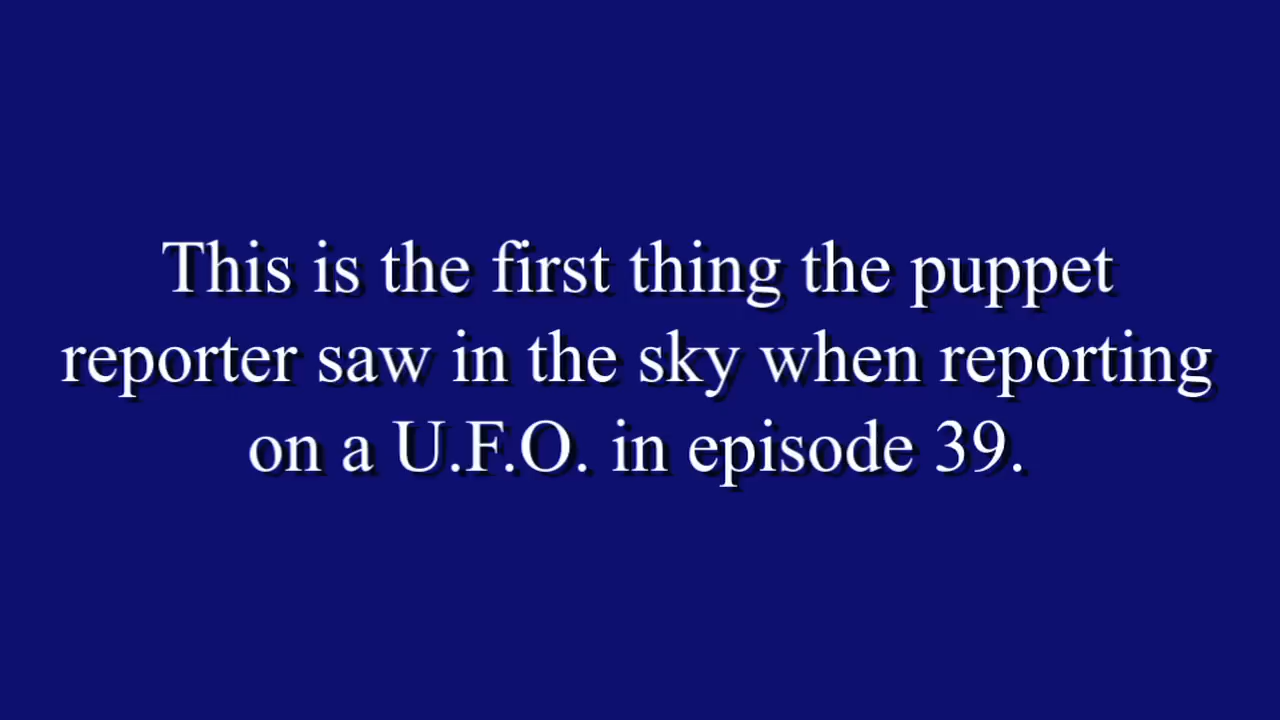 This is the first thing the puppet
reporter saw in the sky when reporting
on a U.F.O. in episode 39.